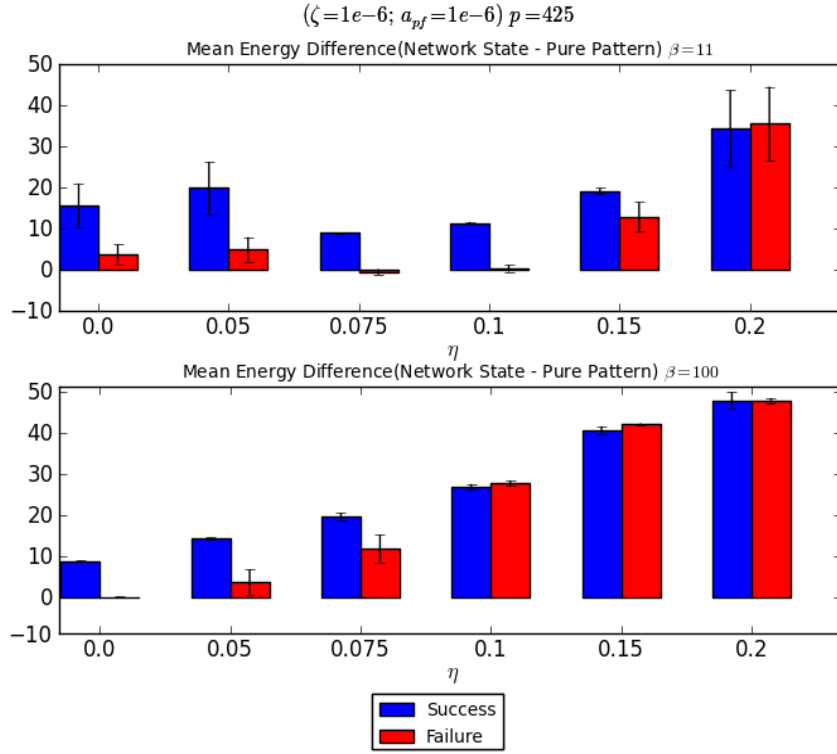 (ζ=1e−6; a_pf=1e−6) p=425
Mean Energy Difference(Network State - Pure Pattern) β=11
50
40
30
20
10
0
−10
0.0 0.05 0.075 0.1 0.15 0.2
η
Mean Energy Difference(Network State - Pure Pattern) β=100
50
40
30
20
10
0
−10
0.0 0.05 0.075 0.1 0.15 0.2
η
Success
Failure